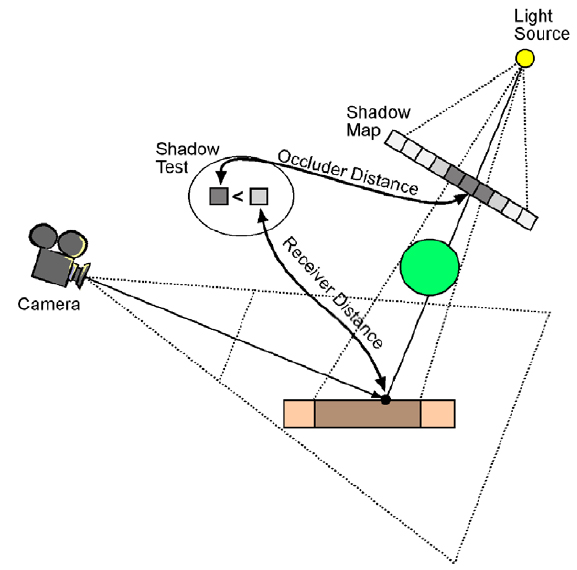 Light
Source
Shadow
Map
Shadow
Test
Occluder Distance
<
Receiver Distance
Camera